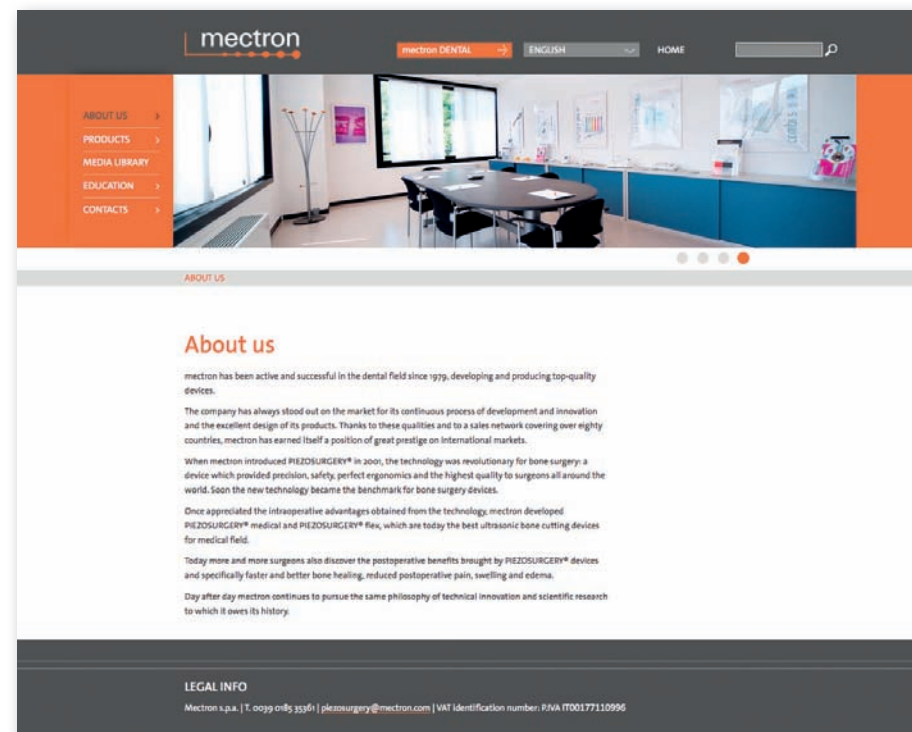 mectron
mectron DENTAL
ENGLISH
HOME
ABOUT US
PRODUCTS
MEDIA LIBRARY
EDUCATION
CONTACTS
ABOUT US
About us
mectron has been active and successful in the dental field since 1979, developing and producing top-quality
devices.
The company has always stood out on the market for its continuous process of development and innovation
and the excellent design of its products. Thanks to these qualities and to a sales network covering over eighty
countries, mectron has earned itself a position of great prestige on international markets.
When mectron introduced PIEZOSURGERY® in 2001, the technology was revolutionary for bone surgery: a
device which provided precision, safety, perfect ergonomics and the highest quality to surgeons all around the
world. Soon the new technology became the benchmark for bone surgery devices.
Once appreciated the intraoperative advantages obtained from the technology, mectron developed
PIEZOSURGERY® medical and PIEZOSURGERY® flex, which are today the best ultrasonic bone cutting devices
for medical field.
Today more and more surgeons also discover the postoperative benefits brought by PIEZOSURGERY® devices
and specifically faster and better bone healing, reduced postoperative pain, swelling and edema.
Day after day mectron continues to pursue the same philosophy of technical innovation and scientific research
to which it owes its history.
LEGAL INFO
Mectron s.p.a. | T. 0039 0185 35361 | piezosurgery@mectron.com | VAT identification number: P.IVA IT00177110996